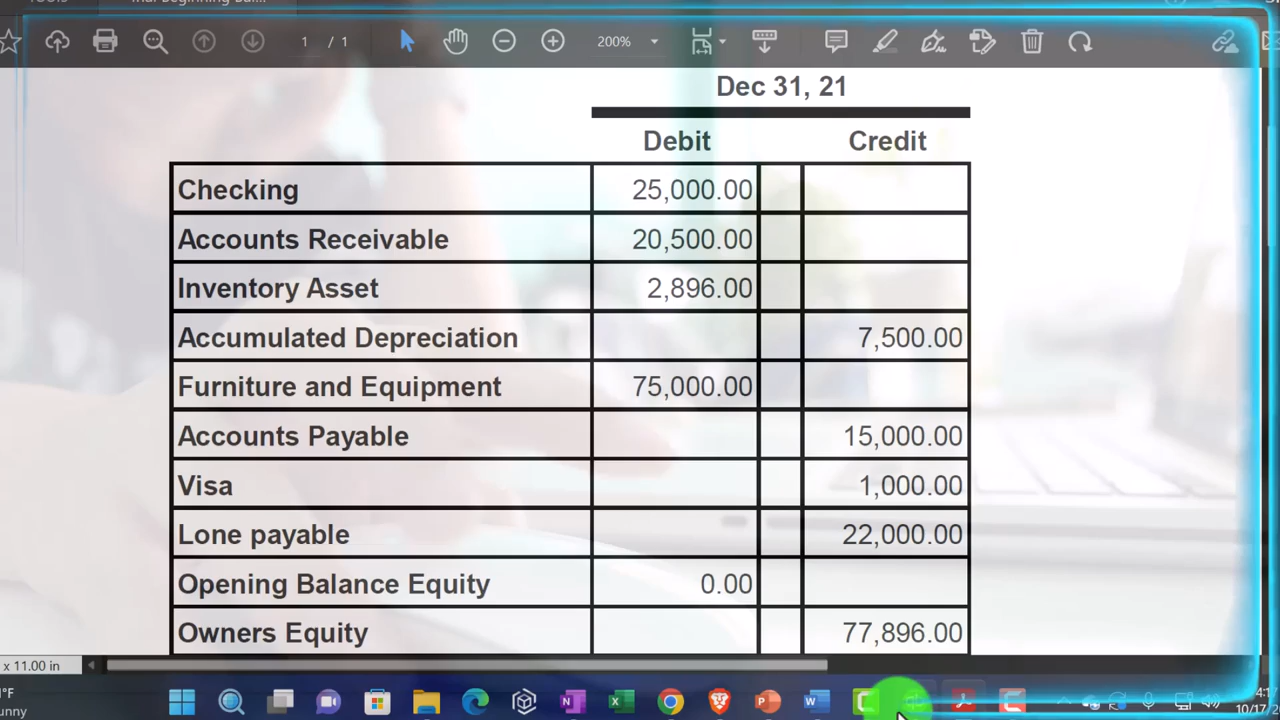 1 / 1
200%
Dec 31, 21
Debit Credit
Checking 25,000.00
Accounts Receivable 20,500.00
Inventory Asset 2,896.00
Accumulated Depreciation 7,500.00
Furniture and Equipment 75,000.00
Accounts Payable 15,000.00
Visa 1,000.00
Lone payable 22,000.00
Opening Balance Equity 0.00
Owners Equity 77,896.00
x 11.00 in